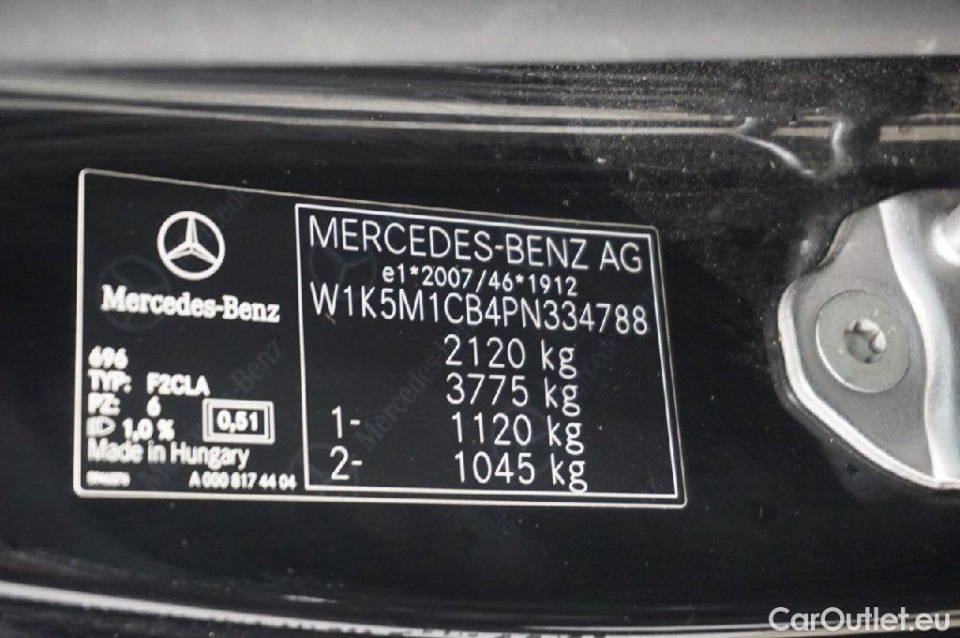 Mercedes-Benz
696
TYP: F2CLA
PZ: 6
1,0 %
0,51
Made in Hungary
A 000 817 44 04
MERCEDES-BENZ AG
e1*2007/46*1912
W1K5M1CB4PN334788
2120 kg
3775 kg
1- 1120 kg
2- 1045 kg
CarOutlet.eu